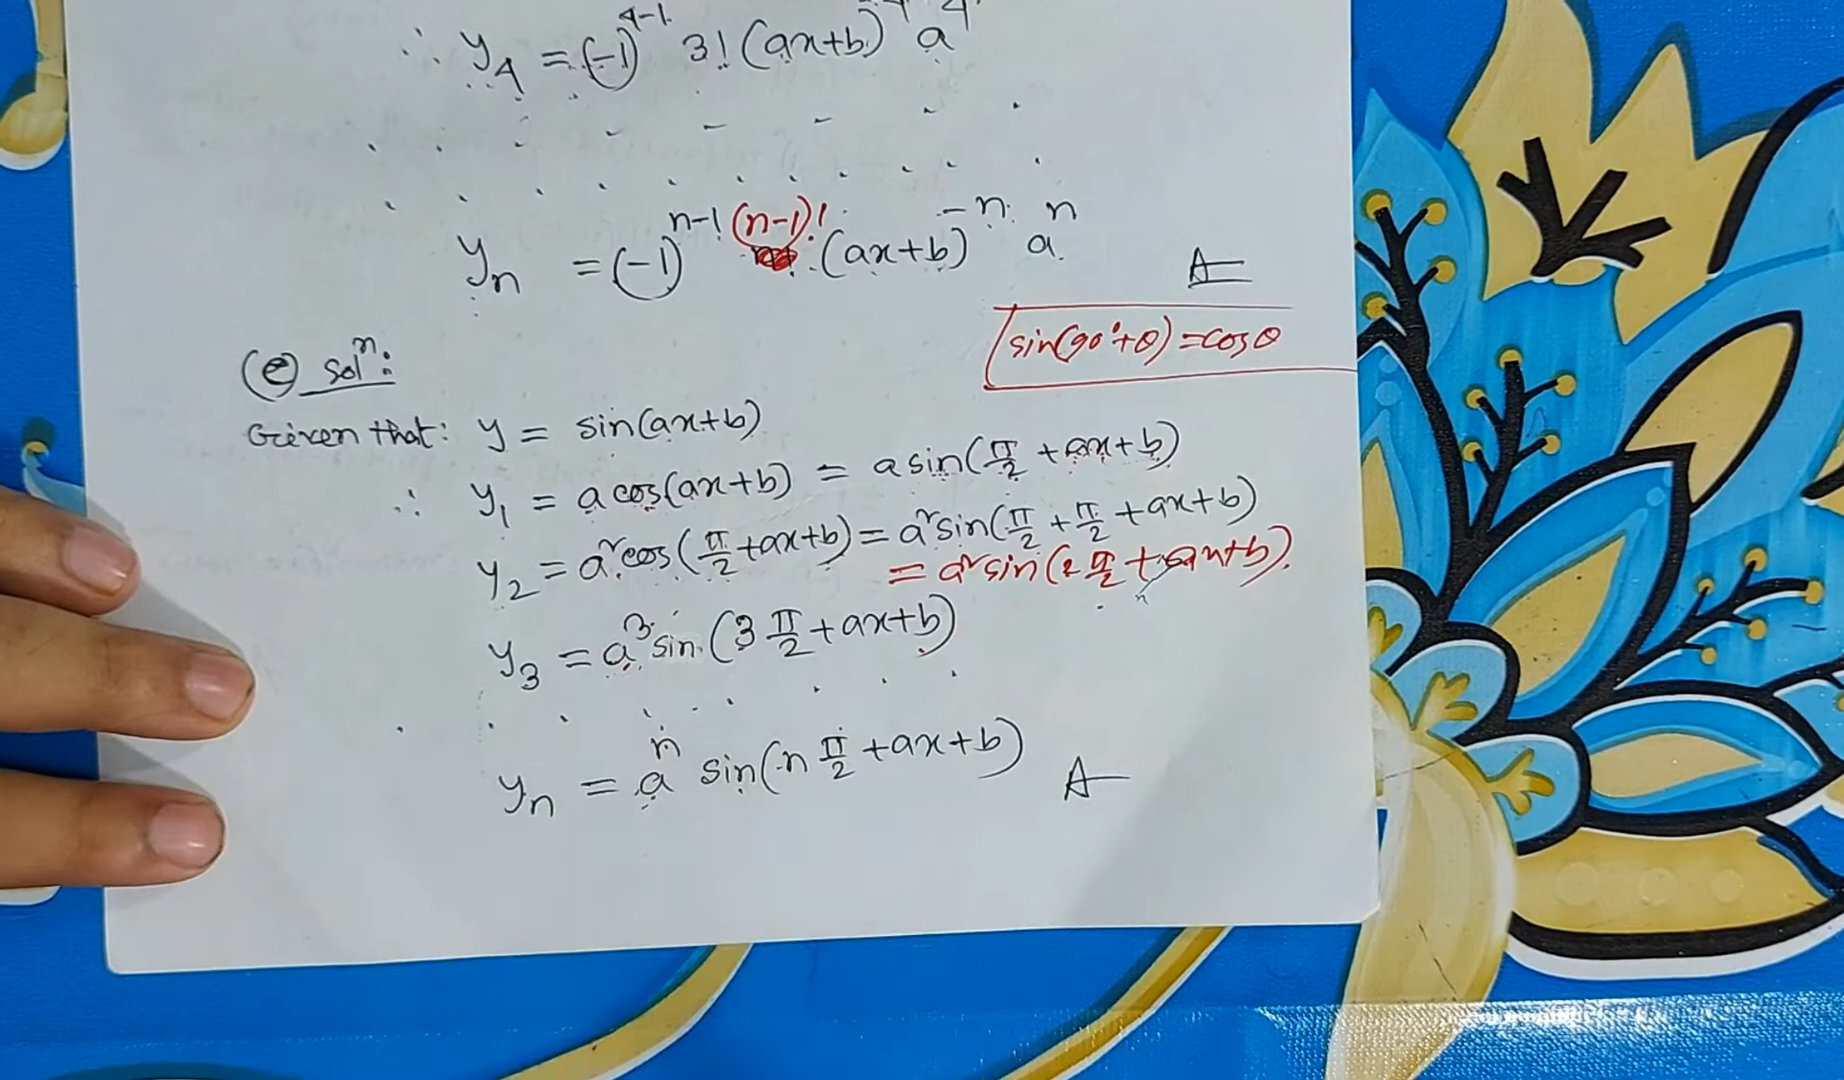 ∴ y₄ = (-1)⁴⁻¹ 3! (ax+b)⁻⁴ a⁴
yₙ = (-1)ⁿ⁻¹ (n-1)! (ax+b)⁻ⁿ aⁿ
sin(90°+θ) = cosθ
(e) solⁿ:
Given that: y = sin(ax+b)
∴ y₁ = a cos(ax+b) = a sin(π/2 + ax+b)
y₂ = a² cos(π/2 + ax+b) = a² sin(π/2 + π/2 + ax+b)
= a² sin(2 π/2 + ax+b).
y₃ = a³ sin(3 π/2 + ax+b)
yₙ = aⁿ sin(n π/2 + ax+b)